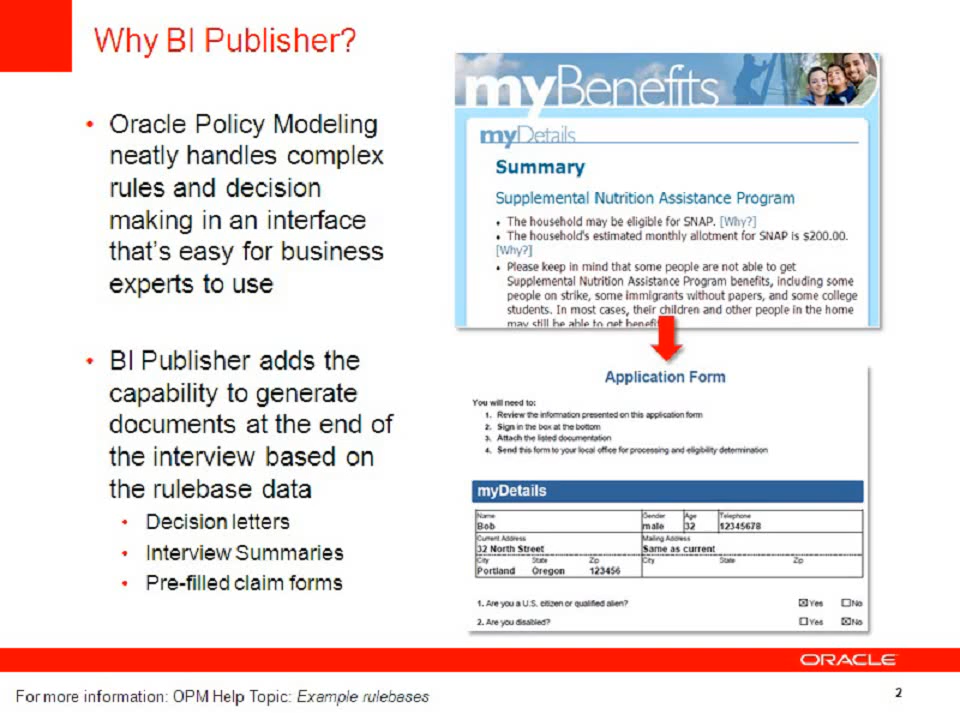 Why BI Publisher?
• Oracle Policy Modeling
neatly handles complex
rules and decision
making in an interface
that's easy for business
experts to use
• BI Publisher adds the
capability to generate
documents at the end of
the interview based on
the rulebase data
• Decision letters
• Interview Summaries
• Pre-filled claim forms
myBenefits
myDetails
Summary
Supplemental Nutrition Assistance Program
• The household may be eligible for SNAP. [Why?]
• The household's estimated monthly allotment for SNAP is $200.00.
[Why?]
• Please keep in mind that some people are not able to get
Supplemental Nutrition Assistance Program benefits, including some
people on strike, some immigrants without papers, and some college
students. In most cases, their children and other people in the home
may still be able to get
Application Form
You will need to:
1. Review the information presented on this application form
2. Sign in the box at the bottom
3. Attach the listed documentation
4. Send this form to your local office for processing and eligibility determination
myDetails
Name Gender Age Telephone
Bob male 32 12345678
Current Address Mailing Address
32 North Street Same as current
City State Zip City State Zip
Portland Oregon 123456
1. Are you a U.S. citizen or qualified alien? ☒Yes ☐No
2. Are you disabled? ☐Yes ☒No
ORACLE
For more information: OPM Help Topic: Example rulebases
2